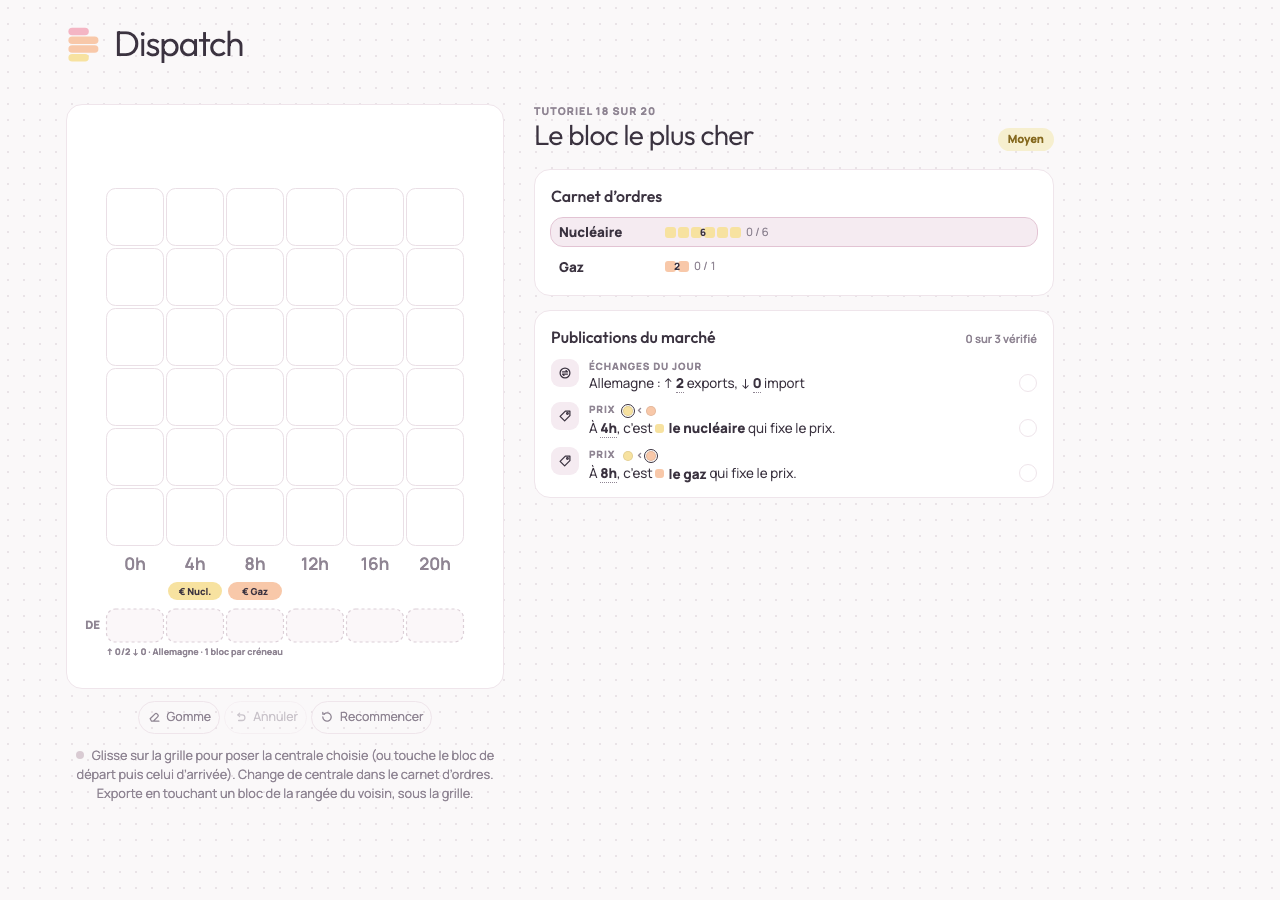 Dispatch
TUTORIEL 18 SUR 20
Le bloc le plus cher
Moyen
Carnet d’ordres
Nucléaire 6 0 / 6
Gaz 2 0 / 1
Publications du marché
0 sur 3 vérifié
ÉCHANGES DU JOUR
Allemagne : ↑ 2 exports, ↓ 0 import
PRIX <
À 4h, c'est le nucléaire qui fixe le prix.
PRIX <
À 8h, c'est le gaz qui fixe le prix.
0h 4h 8h 12h 16h 20h
€ Nucl. € Gaz
DE
↑ 0/2 ↓ 0 · Allemagne · 1 bloc par créneau
Gomme Annuler Recommencer
Glisse sur la grille pour poser la centrale choisie (ou touche le bloc de
départ puis celui d'arrivée). Change de centrale dans le carnet d'ordres.
Exporte en touchant un bloc de la rangée du voisin, sous la grille.